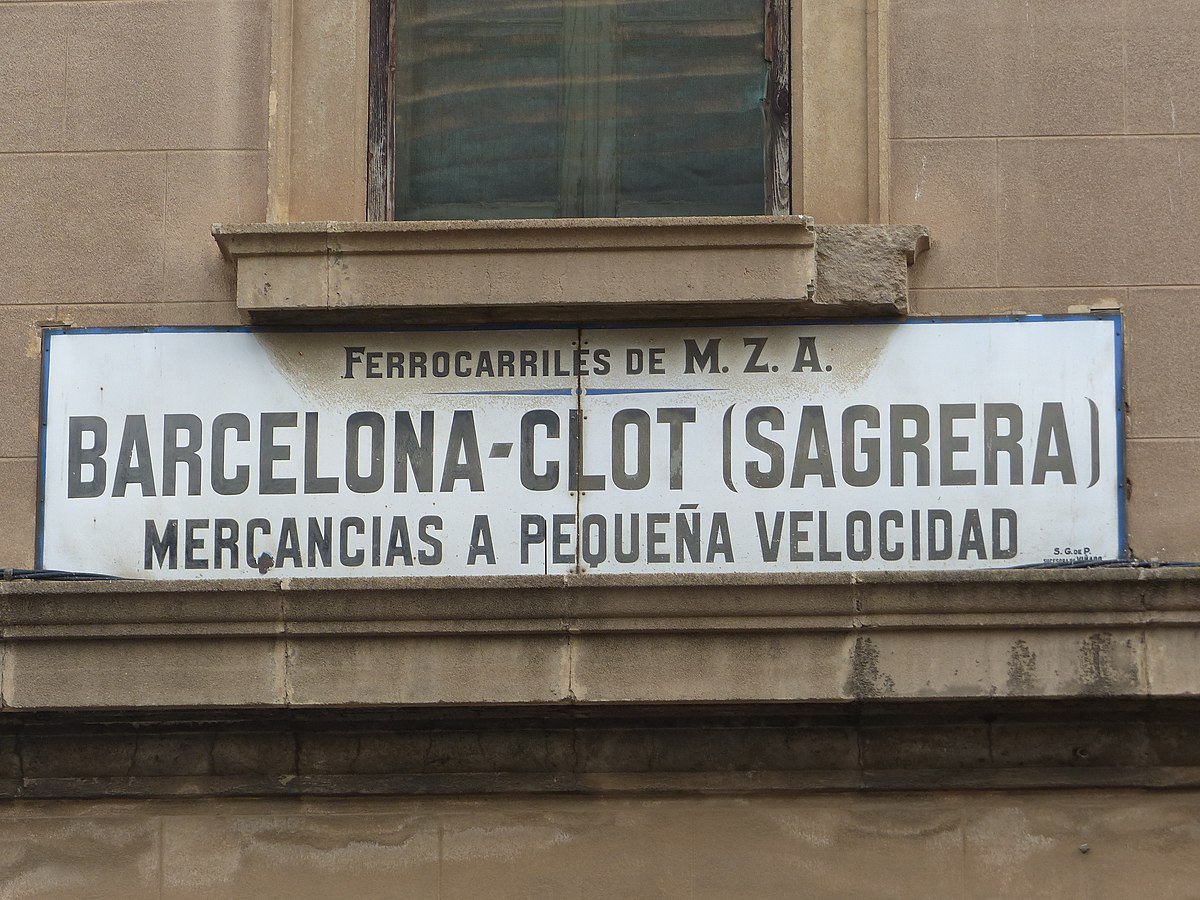 FERROCARRILES DE M. Z. A.
BARCELONA-CLOT (SAGRERA)
MERCANCIAS A PEQUEÑA VELOCIDAD
S. G. DE P.